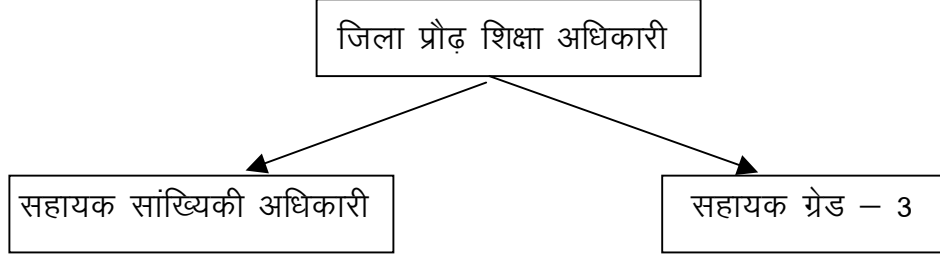 जिला प्रौढ़ शिक्षा अधिकारी
सहायक सांख्यिकी अधिकारी
सहायक ग्रेड – 3